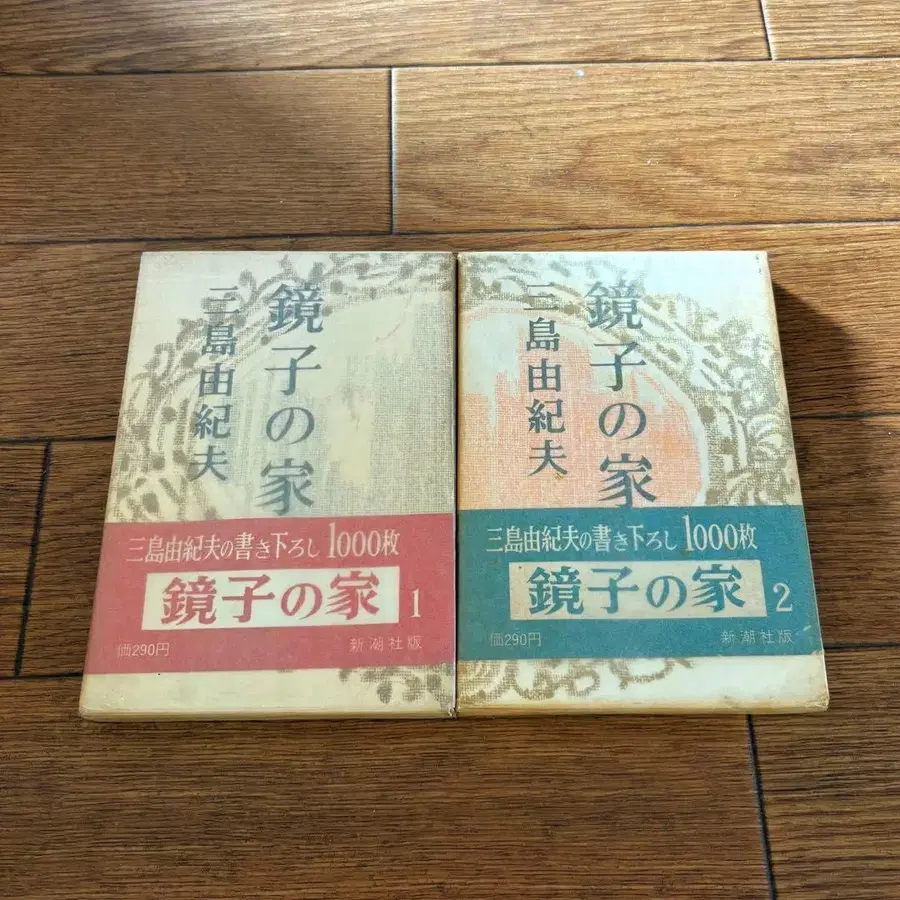 鏡子の家
三島由紀夫
三島由紀夫の書き下ろし 1000枚
鏡子の家 1
価290円 新潮社版
鏡子の家
三島由紀夫
三島由紀夫の書き下ろし 1000枚
鏡子の家 2
価290円 新潮社版